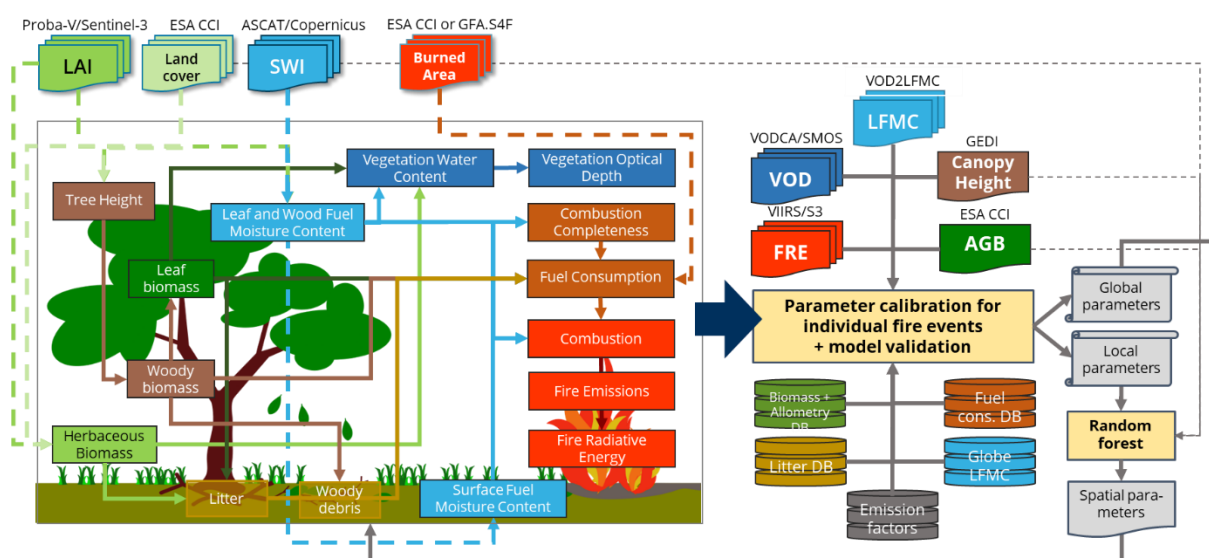 Proba-V/Sentinel-3
ESA CCI
ASCAT/Copernicus
ESA CCI or GFA.S4F
LAI
Land
cover
SWI
Burned
Area
Vegetation Water
Content
Vegetation Optical
Depth
Tree Height
Leaf and Wood Fuel
Moisture Content
Combustion
Completeness
Leaf
biomass
Fuel Consumption
Woody
biomass
Combustion
Fire Emissions
Herbaceous
Biomass
Fire Radiative
Energy
Litter
Woody
debris
Surface Fuel
Moisture Content
VOD2LFMC
LFMC
VODCA/SMOS
VOD
GEDI
Canopy
Height
VIIRS/S3
FRE
ESA CCI
AGB
Parameter calibration for
individual fire events
+ model validation
Global
parameters
Local
parameters
Biomass +
Allometry
DB
Fuel
cons. DB
Litter DB
Globe
LFMC
Emission
factors
Random
forest
Spatial para-
meters